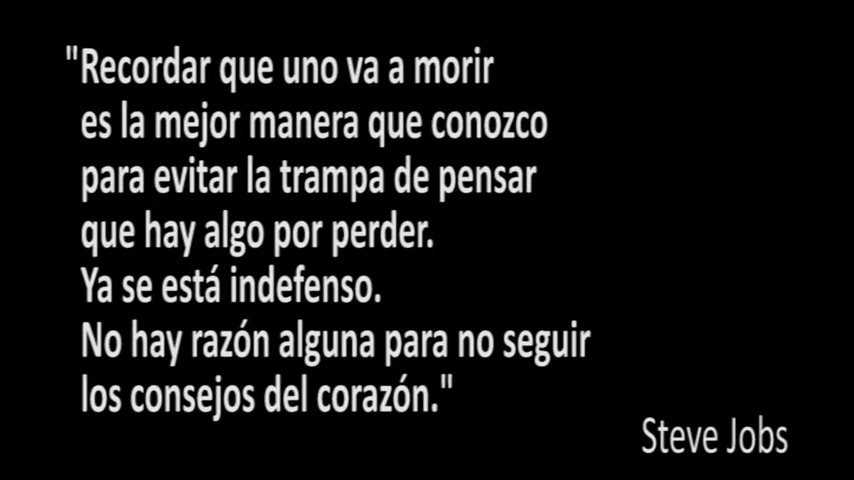 "Recordar que uno va a morir
es la mejor manera que conozco
para evitar la trampa de pensar
que hay algo por perder.
Ya se está indefenso.
No hay razón alguna para no seguir
los consejos del corazón."
Steve Jobs